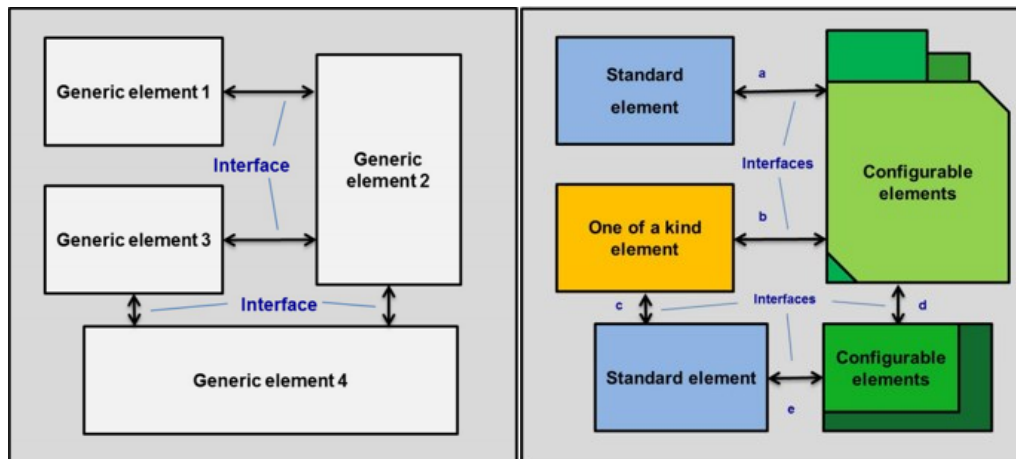 Generic element 1
Interface
Generic
element 2
Generic element 3
Interface
Generic element 4
Standard
element
a
Interfaces
Configurable
elements
One of a kind
element
b
c
Interfaces
d
Standard element
e
Configurable
elements